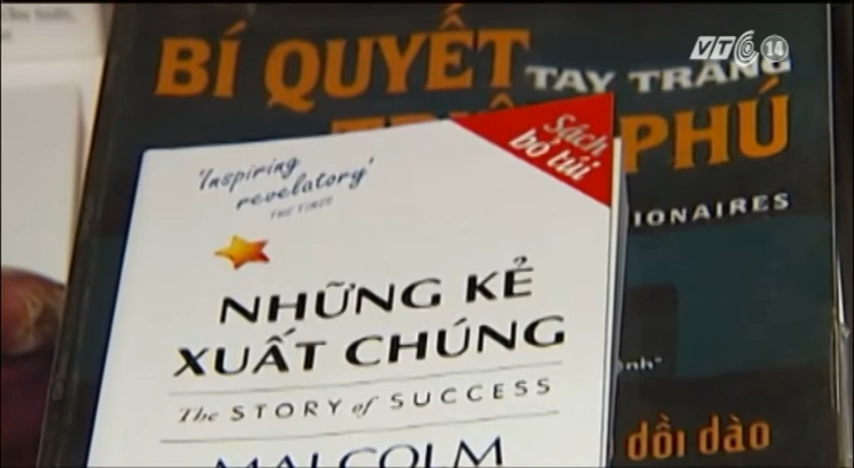 VTC 14
BÍ QUYẾT
TAY TRẮNG
PHÚ
IONAIRES
Sách
bỏ túi
'Inspiring
revelatory'
THE TIMES
NHỮNG KẺ
XUẤT CHÚNG
The STORY of SUCCESS
MALCOLM
dồi dào